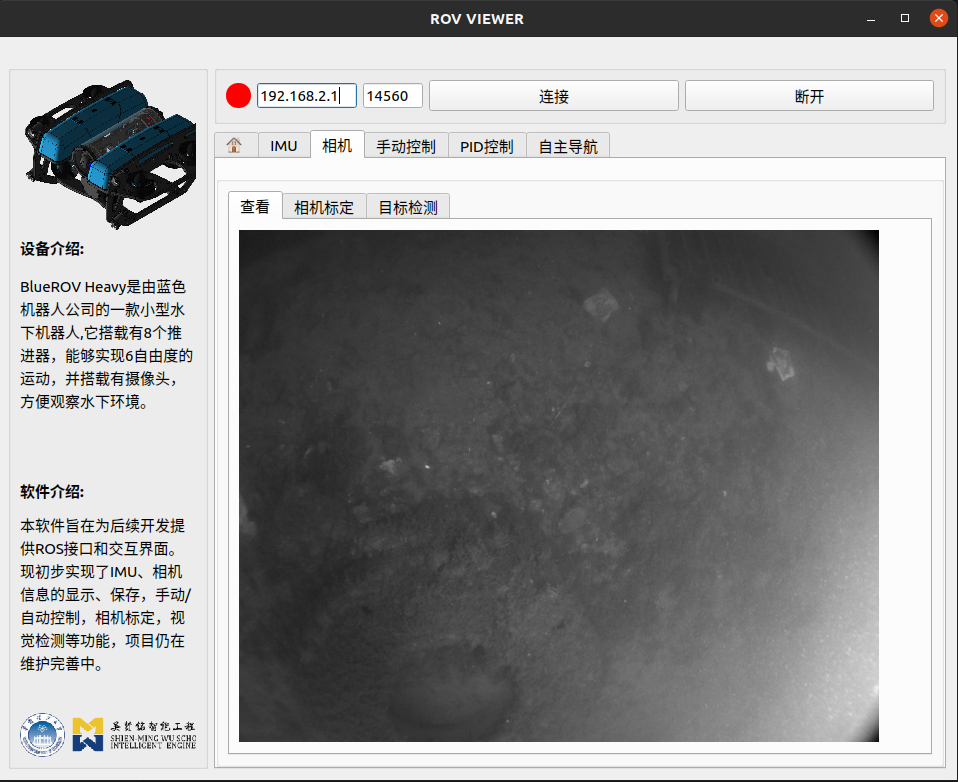 ROV VIEWER
192.168.2.1
14560
连接
断开
IMU
相机
手动控制
PID控制
自主导航
查看
相机标定
目标检测
设备介绍:
BlueROV Heavy是由蓝色
机器人公司的一款小型水
下机器人,它搭载有8个推
进器，能够实现6自由度的
运动，并搭载有摄像头，
方便观察水下环境。
软件介绍:
本软件旨在为后续开发提
供ROS接口和交互界面。
现初步实现了IMU、相机
信息的显示、保存，手动/
自动控制，相机标定，视
觉检测等功能，项目仍在
维护完善中。
吴贤铭智能工程
SHIEN-MING WU SCHO
INTELLIGENT ENGINE